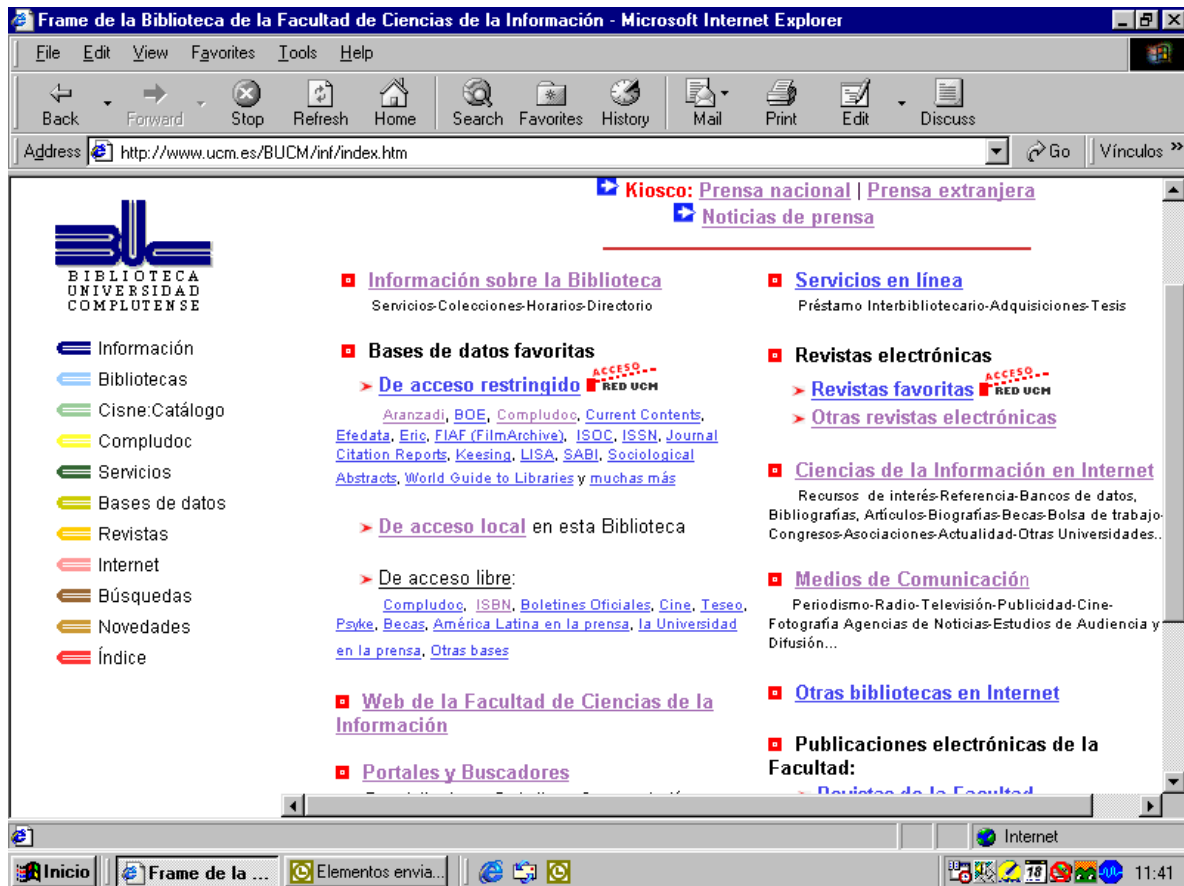 Frame de la Biblioteca de la Facultad de Ciencias de la Información - Microsoft Internet Explorer
File Edit View Favorites Tools Help
Back Forward Stop Refresh Home Search Favorites History Mail Print Edit Discuss
Address http://www.ucm.es/BUCM/inf/index.htm Go Vínculos »
Kiosco: Prensa nacional | Prensa extranjera
Noticias de prensa
BIBLIOTECA
UNIVERSIDAD
COMPLUTENSE
Información
Bibliotecas
Cisne:Catálogo
Compludoc
Servicios
Bases de datos
Revistas
Internet
Búsquedas
Novedades
Índice
Información sobre la Biblioteca
Servicios-Colecciones-Horarios-Directorio
Bases de datos favoritas
De acceso restringido ACCESO RED UCM
Aranzadi, BOE, Compludoc, Current Contents,
Efedata, Eric, FIAF (FilmArchive), ISOC, ISSN, Journal
Citation Reports, Keesing, LISA, SABI, Sociological
Abstracts, World Guide to Libraries y muchas más
De acceso local en esta Biblioteca
De acceso libre:
Compludoc, ISBN, Boletines Oficiales, Cine, Teseo,
Psyke, Becas, América Latina en la prensa, la Universidad
en la prensa, Otras bases
Web de la Facultad de Ciencias de la
Información
Portales y Buscadores
Servicios en línea
Préstamo Interbibliotecario-Adquisiciones-Tesis
Revistas electrónicas
Revistas favoritas ACCESO RED UCM
Otras revistas electrónicas
Ciencias de la Información en Internet
Recursos de interés-Referencia-Bancos de datos,
Bibliografías, Artículos-Biografías-Becas-Bolsa de trabajo-
Congresos-Asociaciones-Actualidad-Otras Universidades..
Medios de Comunicación
Periodismo-Radio-Televisión-Publicidad-Cine-
Fotografía Agencias de Noticias-Estudios de Audiencia y
Difusión...
Otras bibliotecas en Internet
Publicaciones electrónicas de la
Facultad:
Revistas de la Facultad
Internet
Inicio Frame de la ... Elementos envia... 18 11:41